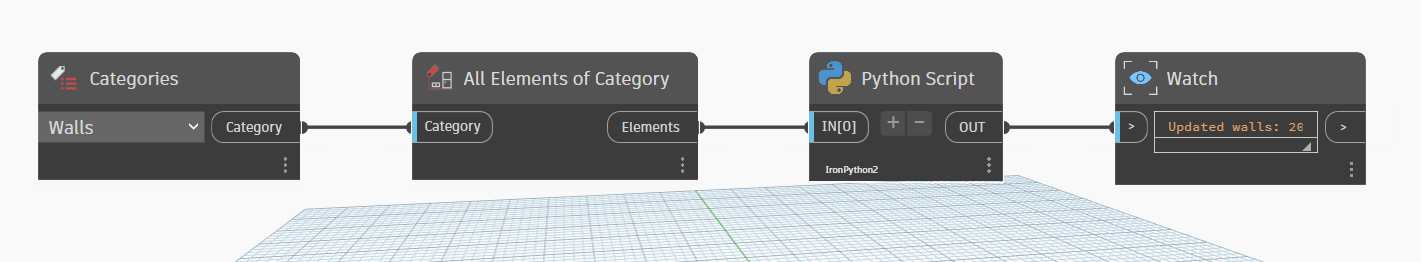 Categories
Walls
Category
All Elements of Category
Category
Elements
Python Script
IN[0]
+
-
OUT
IronPython2
Watch
>
Updated walls: 20
>